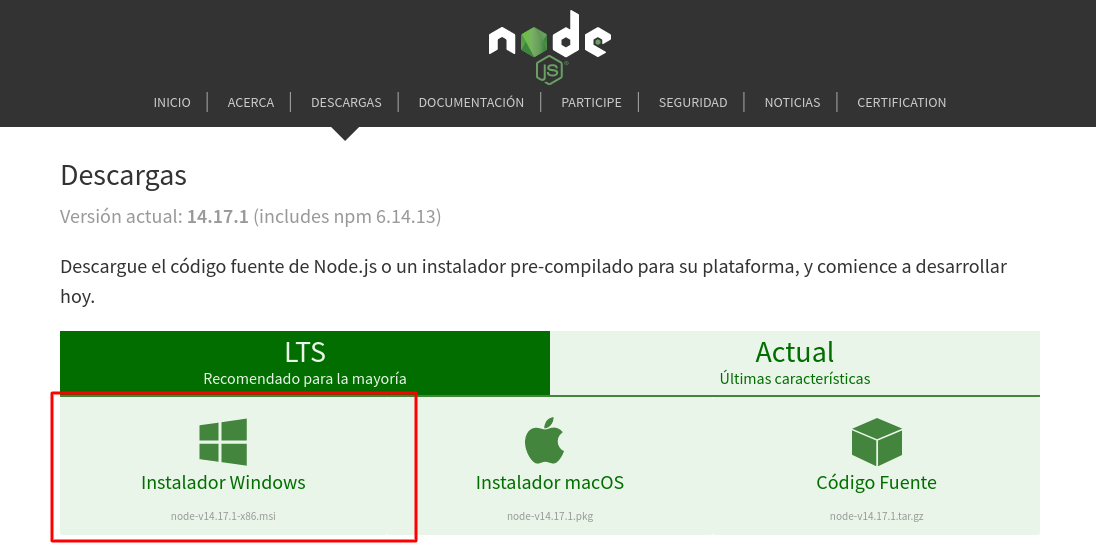 node
JS
INICIO
ACERCA
DESCARGAS
DOCUMENTACIÓN
PARTICIPE
SEGURIDAD
NOTICIAS
CERTIFICATION
Descargas
Versión actual: 14.17.1 (includes npm 6.14.13)
Descargue el código fuente de Node.js o un instalador pre-compilado para su plataforma, y comience a desarrollar
hoy.
LTS
Recomendado para la mayoría
Actual
Últimas características
Instalador Windows
node-v14.17.1-x86.msi
Instalador macOS
node-v14.17.1.pkg
Código Fuente
node-v14.17.1.tar.gz